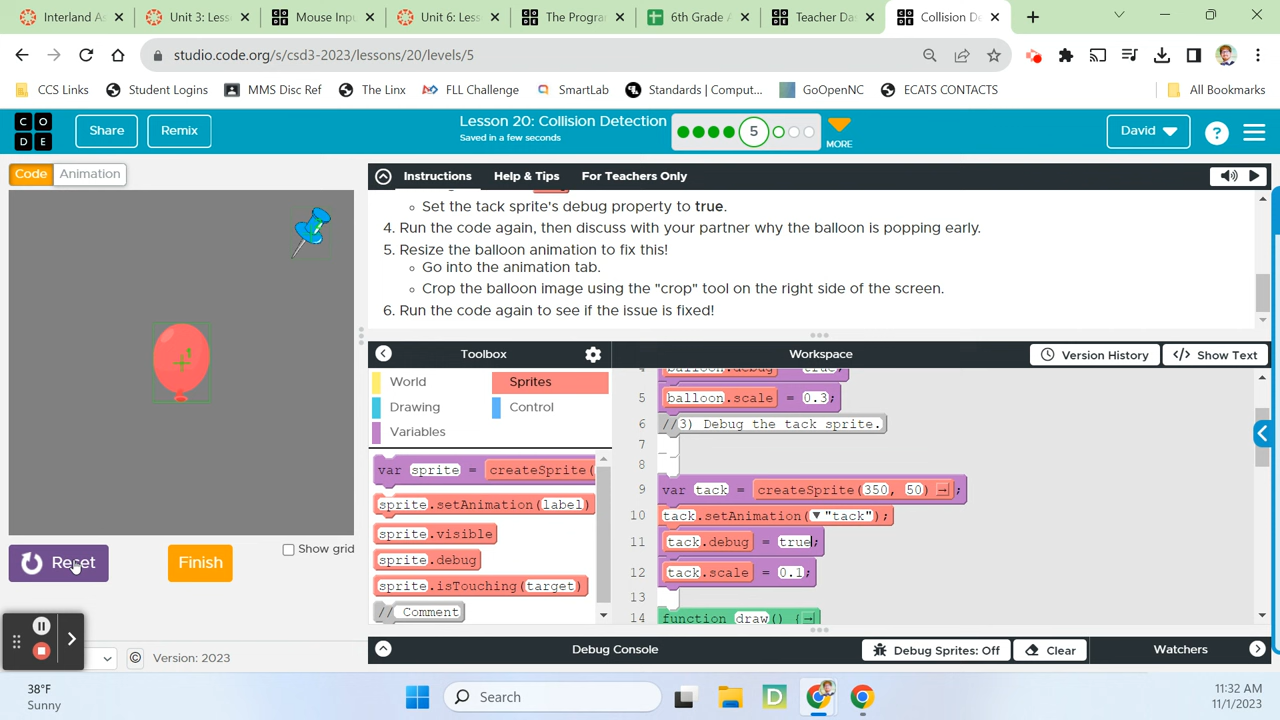 Interland As
Unit 3: Less
Mouse Inpu
Unit 6: Less
The Progra
6th Grade A
Teacher Da
Collision De
studio.code.org/s/csd3-2023/lessons/20/levels/5
CCS Links
Student Logins
MMS Disc Ref
The Linx
FLL Challenge
SmartLab
Standards | Comput...
GoOpenNC
ECATS CONTACTS
All Bookmarks
C O D E
Share
Remix
Lesson 20: Collision Detection
Saved in a few seconds
5
MORE
David
?
Code
Animation
Instructions
Help & Tips
For Teachers Only
Set the tack sprite's debug property to true.
4. Run the code again, then discuss with your partner why the balloon is popping early.
5. Resize the balloon animation to fix this!
Go into the animation tab.
Crop the balloon image using the "crop" tool on the right side of the screen.
6. Run the code again to see if the issue is fixed!
1
Toolbox
Workspace
Version History
Show Text
World
Sprites
Drawing
Control
Variables
var sprite = createSprite(
sprite.setAnimation(label)
sprite.visible
sprite.debug
sprite.isTouching(target)
// Comment
4 balloon.debug = true;
5 balloon.scale = 0.3;
6 //3) Debug the tack sprite.
7
8
9 var tack = createSprite(350, 50);
10 tack.setAnimation("tack");
11 tack.debug = true;
12 tack.scale = 0.1;
13
14 function draw() {
Reset
Finish
Show grid
© Version: 2023
Debug Console
Debug Sprites: Off
Clear
Watchers
38°F
Sunny
Search
11:32 AM
11/1/2023